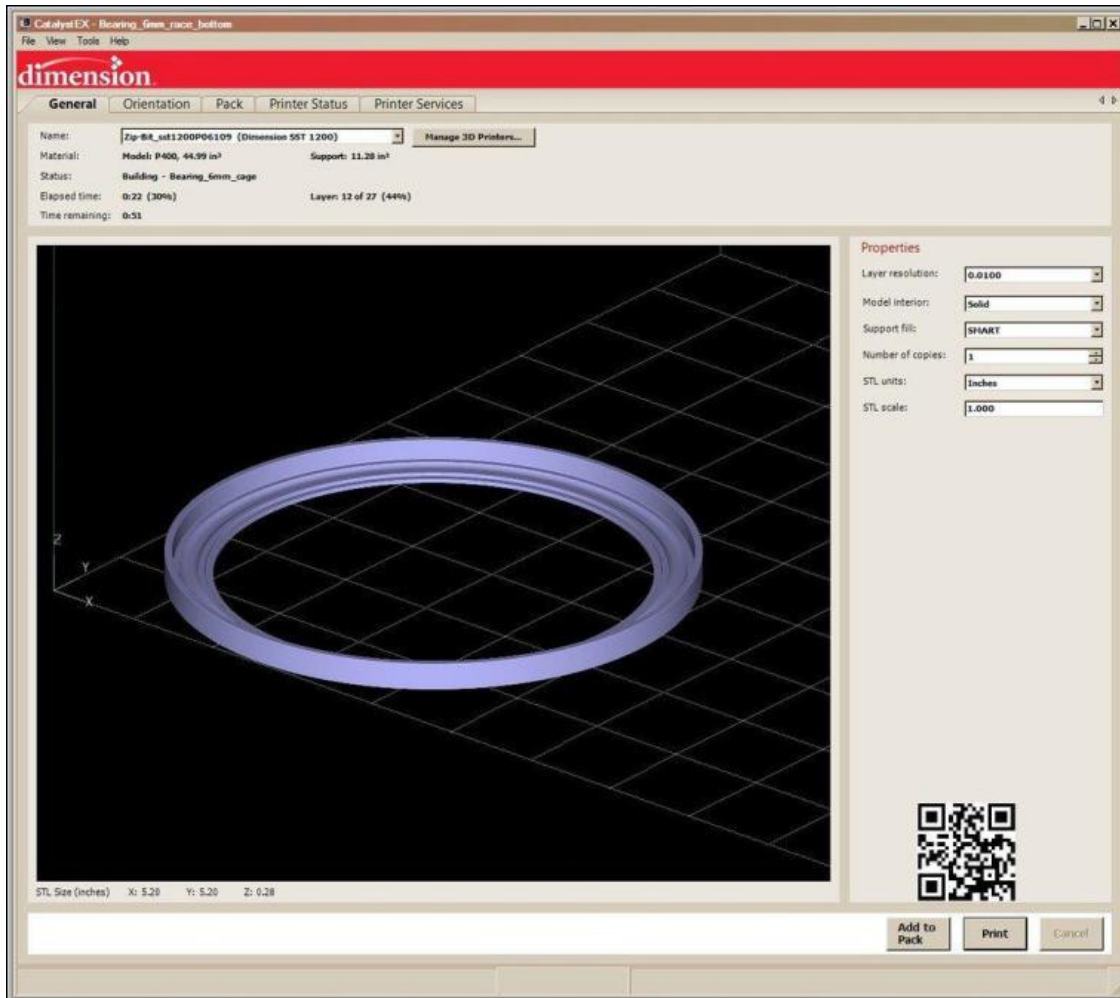 CatalystEX - Bearing_6mm_race_bottom
File View Tools Help
dimension
General Orientation Pack Printer Status Printer Services
Name: Zip-Bit_sst1200P06109 (Dimension SST 1200) Manage 3D Printers...
Material: Model: P400, 44.99 in³ Support: 11.28 in³
Status: Building - Bearing_6mm_cage
Elapsed time: 0:22 (30%) Layer: 12 of 27 (44%)
Time remaining: 0:51
Properties
Layer resolution: 0.0100
Model interior: Solid
Support fill: SMART
Number of copies: 1
STL units: Inches
STL scale: 1.000
Z
Y
X
STL Size (inches) X: 5.20 Y: 5.20 Z: 0.28
Add to
Pack
Print
Cancel